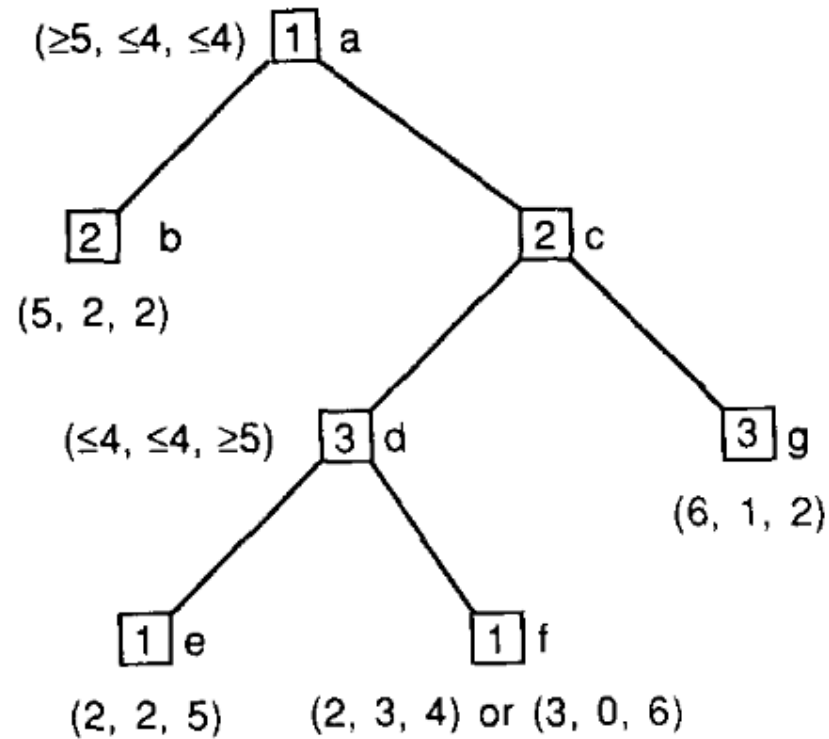 (≥5, ≤4, ≤4) 1 a
2 b 2 c
(5, 2, 2)
(≤4, ≤4, ≥5) 3 d 3 g
(6, 1, 2)
1 e 1 f
(2, 2, 5) (2, 3, 4) or (3, 0, 6)